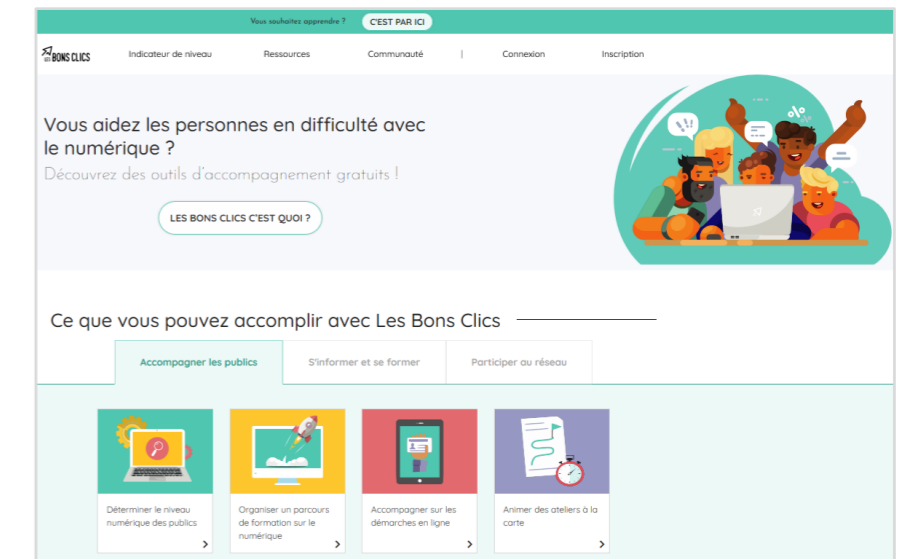 Vous souhaitez apprendre ? C'EST PAR ICI
LES BONS CLICS Indicateur de niveau Ressources Communauté | Connexion Inscription
Vous aidez les personnes en difficulté avec
le numérique ?
Découvrez des outils d'accompagnement gratuits !
LES BONS CLICS C'EST QUOI ?
Ce que vous pouvez accomplir avec Les Bons Clics
Accompagner les publics S'informer et se former Participer au réseau
Déterminer le niveau
numérique des publics
Organiser un parcours
de formation sur le
numérique
Accompagner sur les
démarches en ligne
Animer des ateliers à la
carte